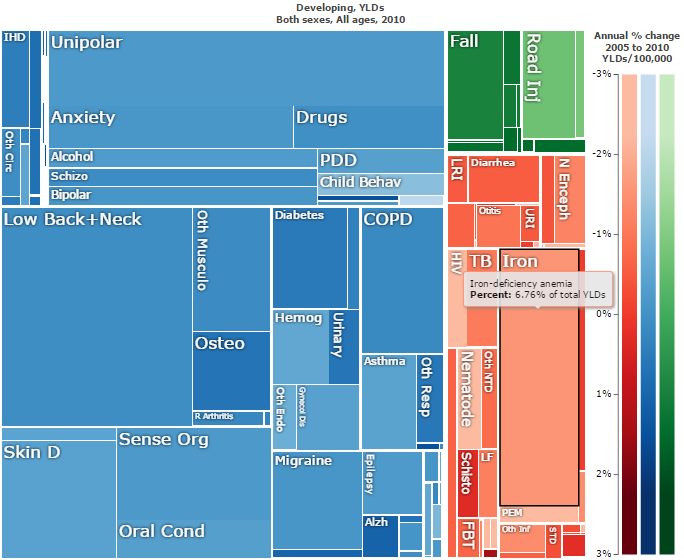 Developing, YLDs
Both sexes, All ages, 2010
IHD
Oth Circ
Unipolar
Anxiety
Drugs
Alcohol
PDD
Schizo
Child Behav
Bipolar
Low Back+Neck
Oth Musculo
Osteo
R Arthritis
Skin D
Sense Org
Oral Cond
Diabetes
Hemog
Urinary
Oth Endo
Gynecol Dis
COPD
Asthma
Oth Resp
Migraine
Epilepsy
Alzh
Fall
Road Inj
LRI
Diarrhea
N Enceph
Otitis
URI
HIV
TB
Iron
Iron-deficiency anemia
Percent: 6.76% of total YLDs
Nematode
Oth NTD
Schisto
LF
FBT
PEM
Oth Inf
STD
Annual % change
2005 to 2010
YLDs/100,000
-3%
-2%
-1%
0%
1%
2%
3%